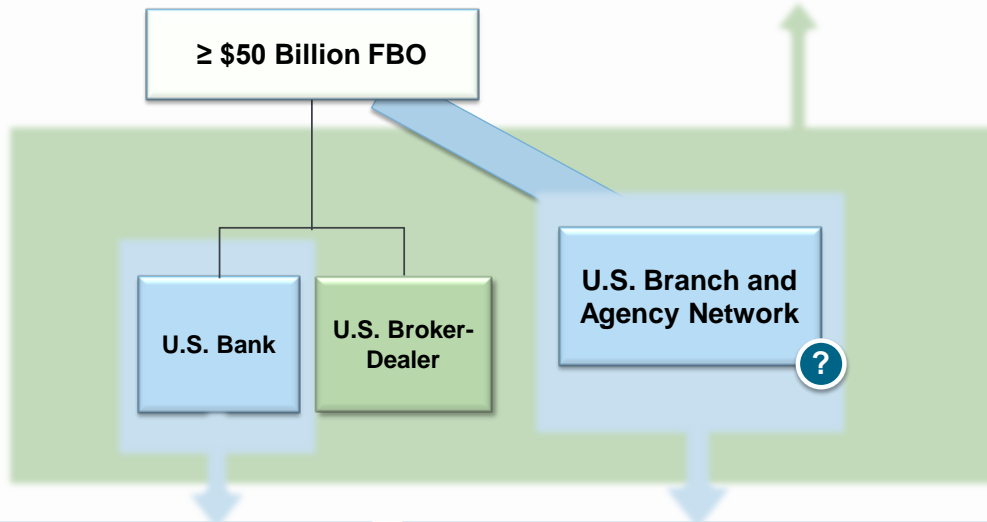 ≥ $50 Billion FBO
U.S. Bank
U.S. Broker-
Dealer
U.S. Branch and
Agency Network
?